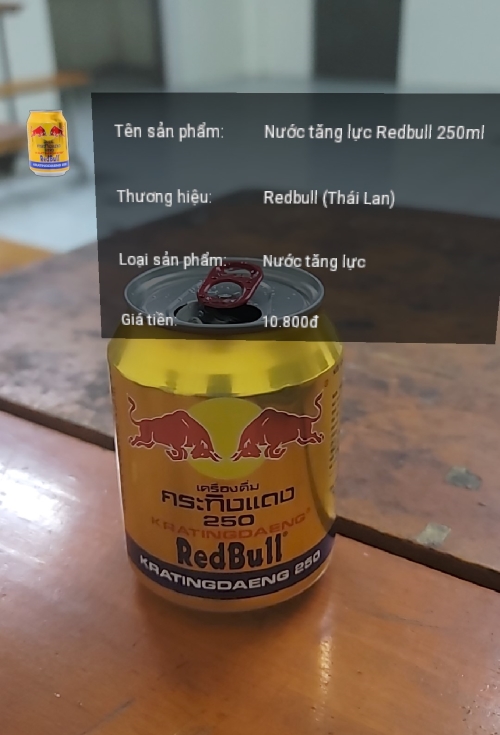 Tên sản phẩm: Nước tăng lực Redbull 250ml
Thương hiệu: Redbull (Thái Lan)
Loại sản phẩm: Nước tăng lực
Giá tiền: 10.800đ
เครื่องดื่ม
กระทิงแดง
250
KRATINGDAENG®
RedBull®
KRATINGDAENG 250